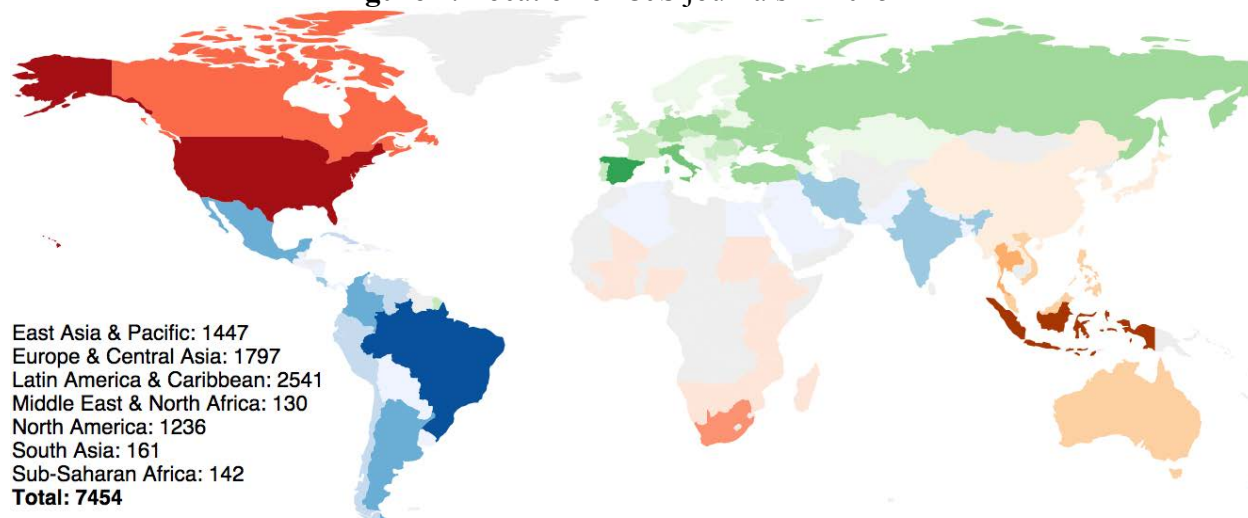 East Asia & Pacific: 1447
Europe & Central Asia: 1797
Latin America & Caribbean: 2541
Middle East & North Africa: 130
North America: 1236
South Asia: 161
Sub-Saharan Africa: 142
Total: 7454